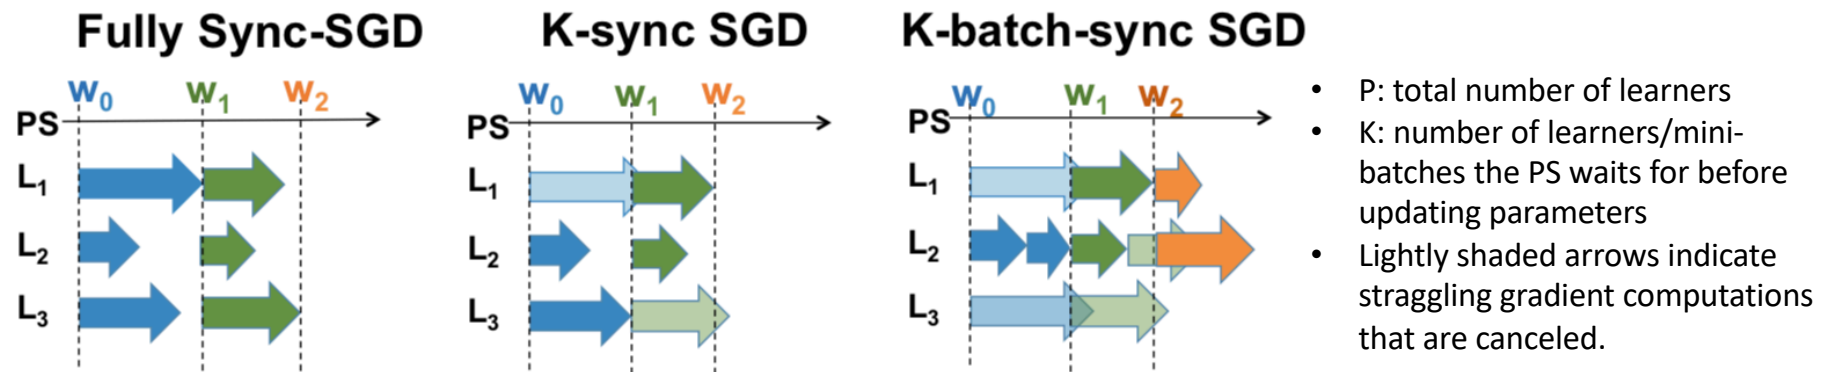 Fully Sync-SGD
w0 w1 w2
PS
L1
L2
L3
K-sync SGD
w0 w1 w2
PS
L1
L2
L3
K-batch-sync SGD
w0 w1 w2
PS
L1
L2
L3
• P: total number of learners
• K: number of learners/mini-
batches the PS waits for before
updating parameters
• Lightly shaded arrows indicate
straggling gradient computations
that are canceled.